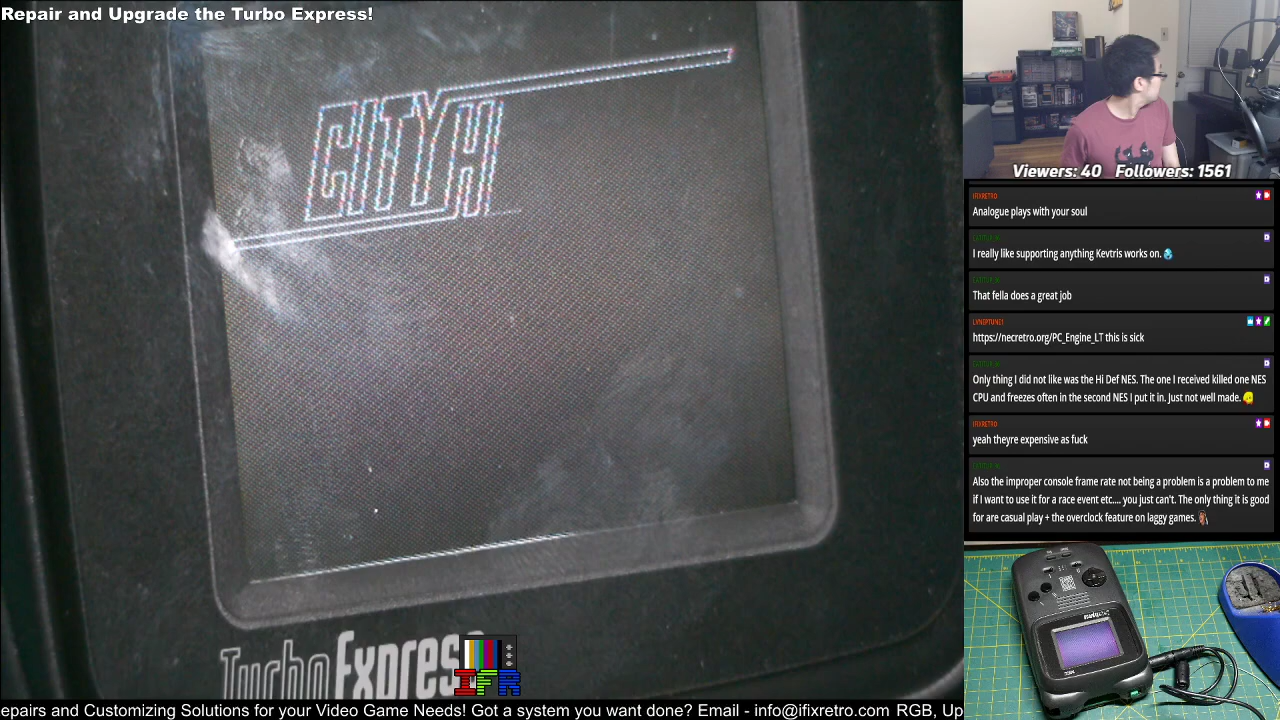 Repair and Upgrade the Turbo Express!
CITY H
TurboExpress
IFR
epairs and Customizing Solutions for your Video Game Needs! Got a system you want done? Email - info@ifixretro.com RGB, Up
Viewers: 40 Followers: 1561
IFIXRETRO
Analogue plays with your soul
I really like supporting anything Kevtris works on.
That fella does a great job
LVNEPTUNE1
https://necretro.org/PC_Engine_LT this is sick
Only thing I did not like was the Hi Def NES. The one I received killed one NES
CPU and freezes often in the second NES I put it in. Just not well made.
IFIXRETRO
yeah theyre expensive as fuck
Also the improper console frame rate not being a problem is a problem to me
if I want to use it for a race event etc.... you just can't. The only thing it is good
for are casual play + the overclock feature on laggy games.